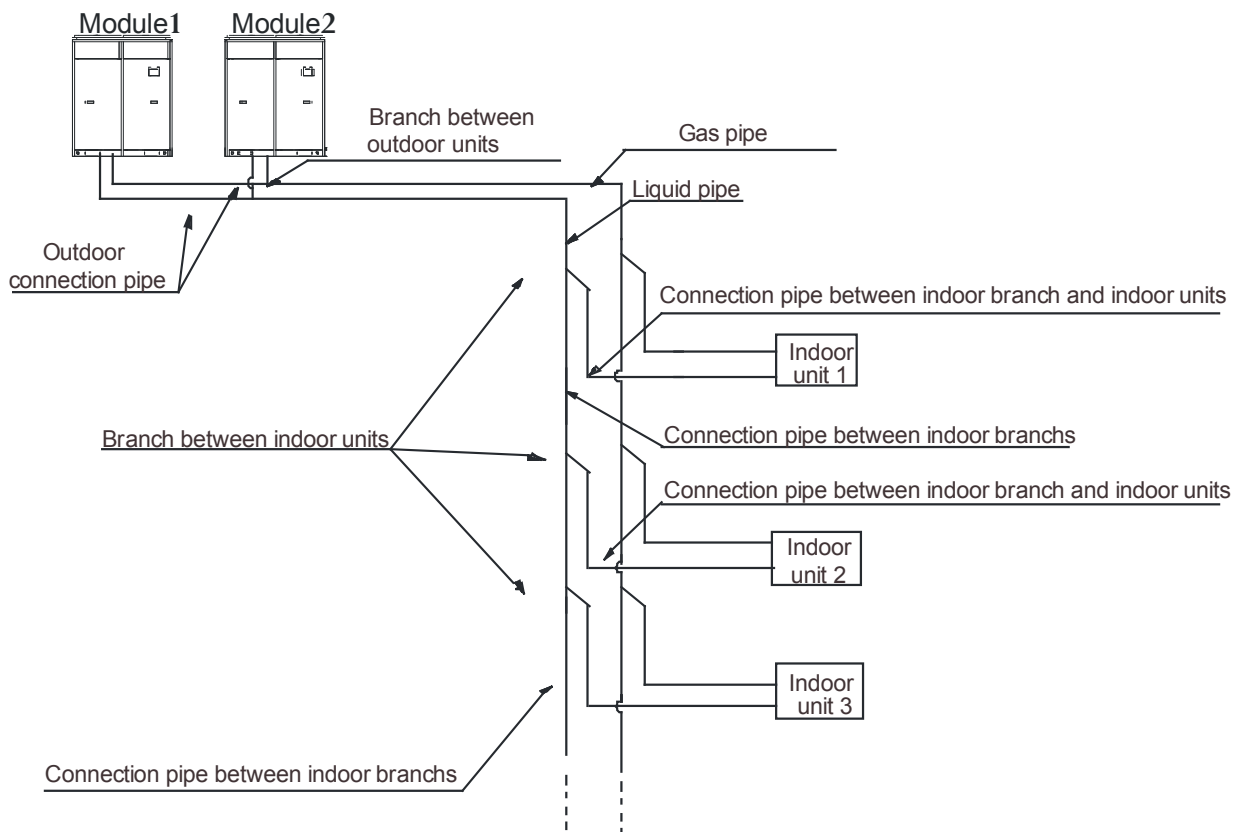 Module1
Module2
Branch between
outdoor units
Gas pipe
Liquid pipe
Outdoor
connection pipe
Connection pipe between indoor branch and indoor units
Indoor
unit 1
Branch between indoor units
Connection pipe between indoor branchs
Connection pipe between indoor branch and indoor units
Indoor
unit 2
Indoor
unit 3
Connection pipe between indoor branchs